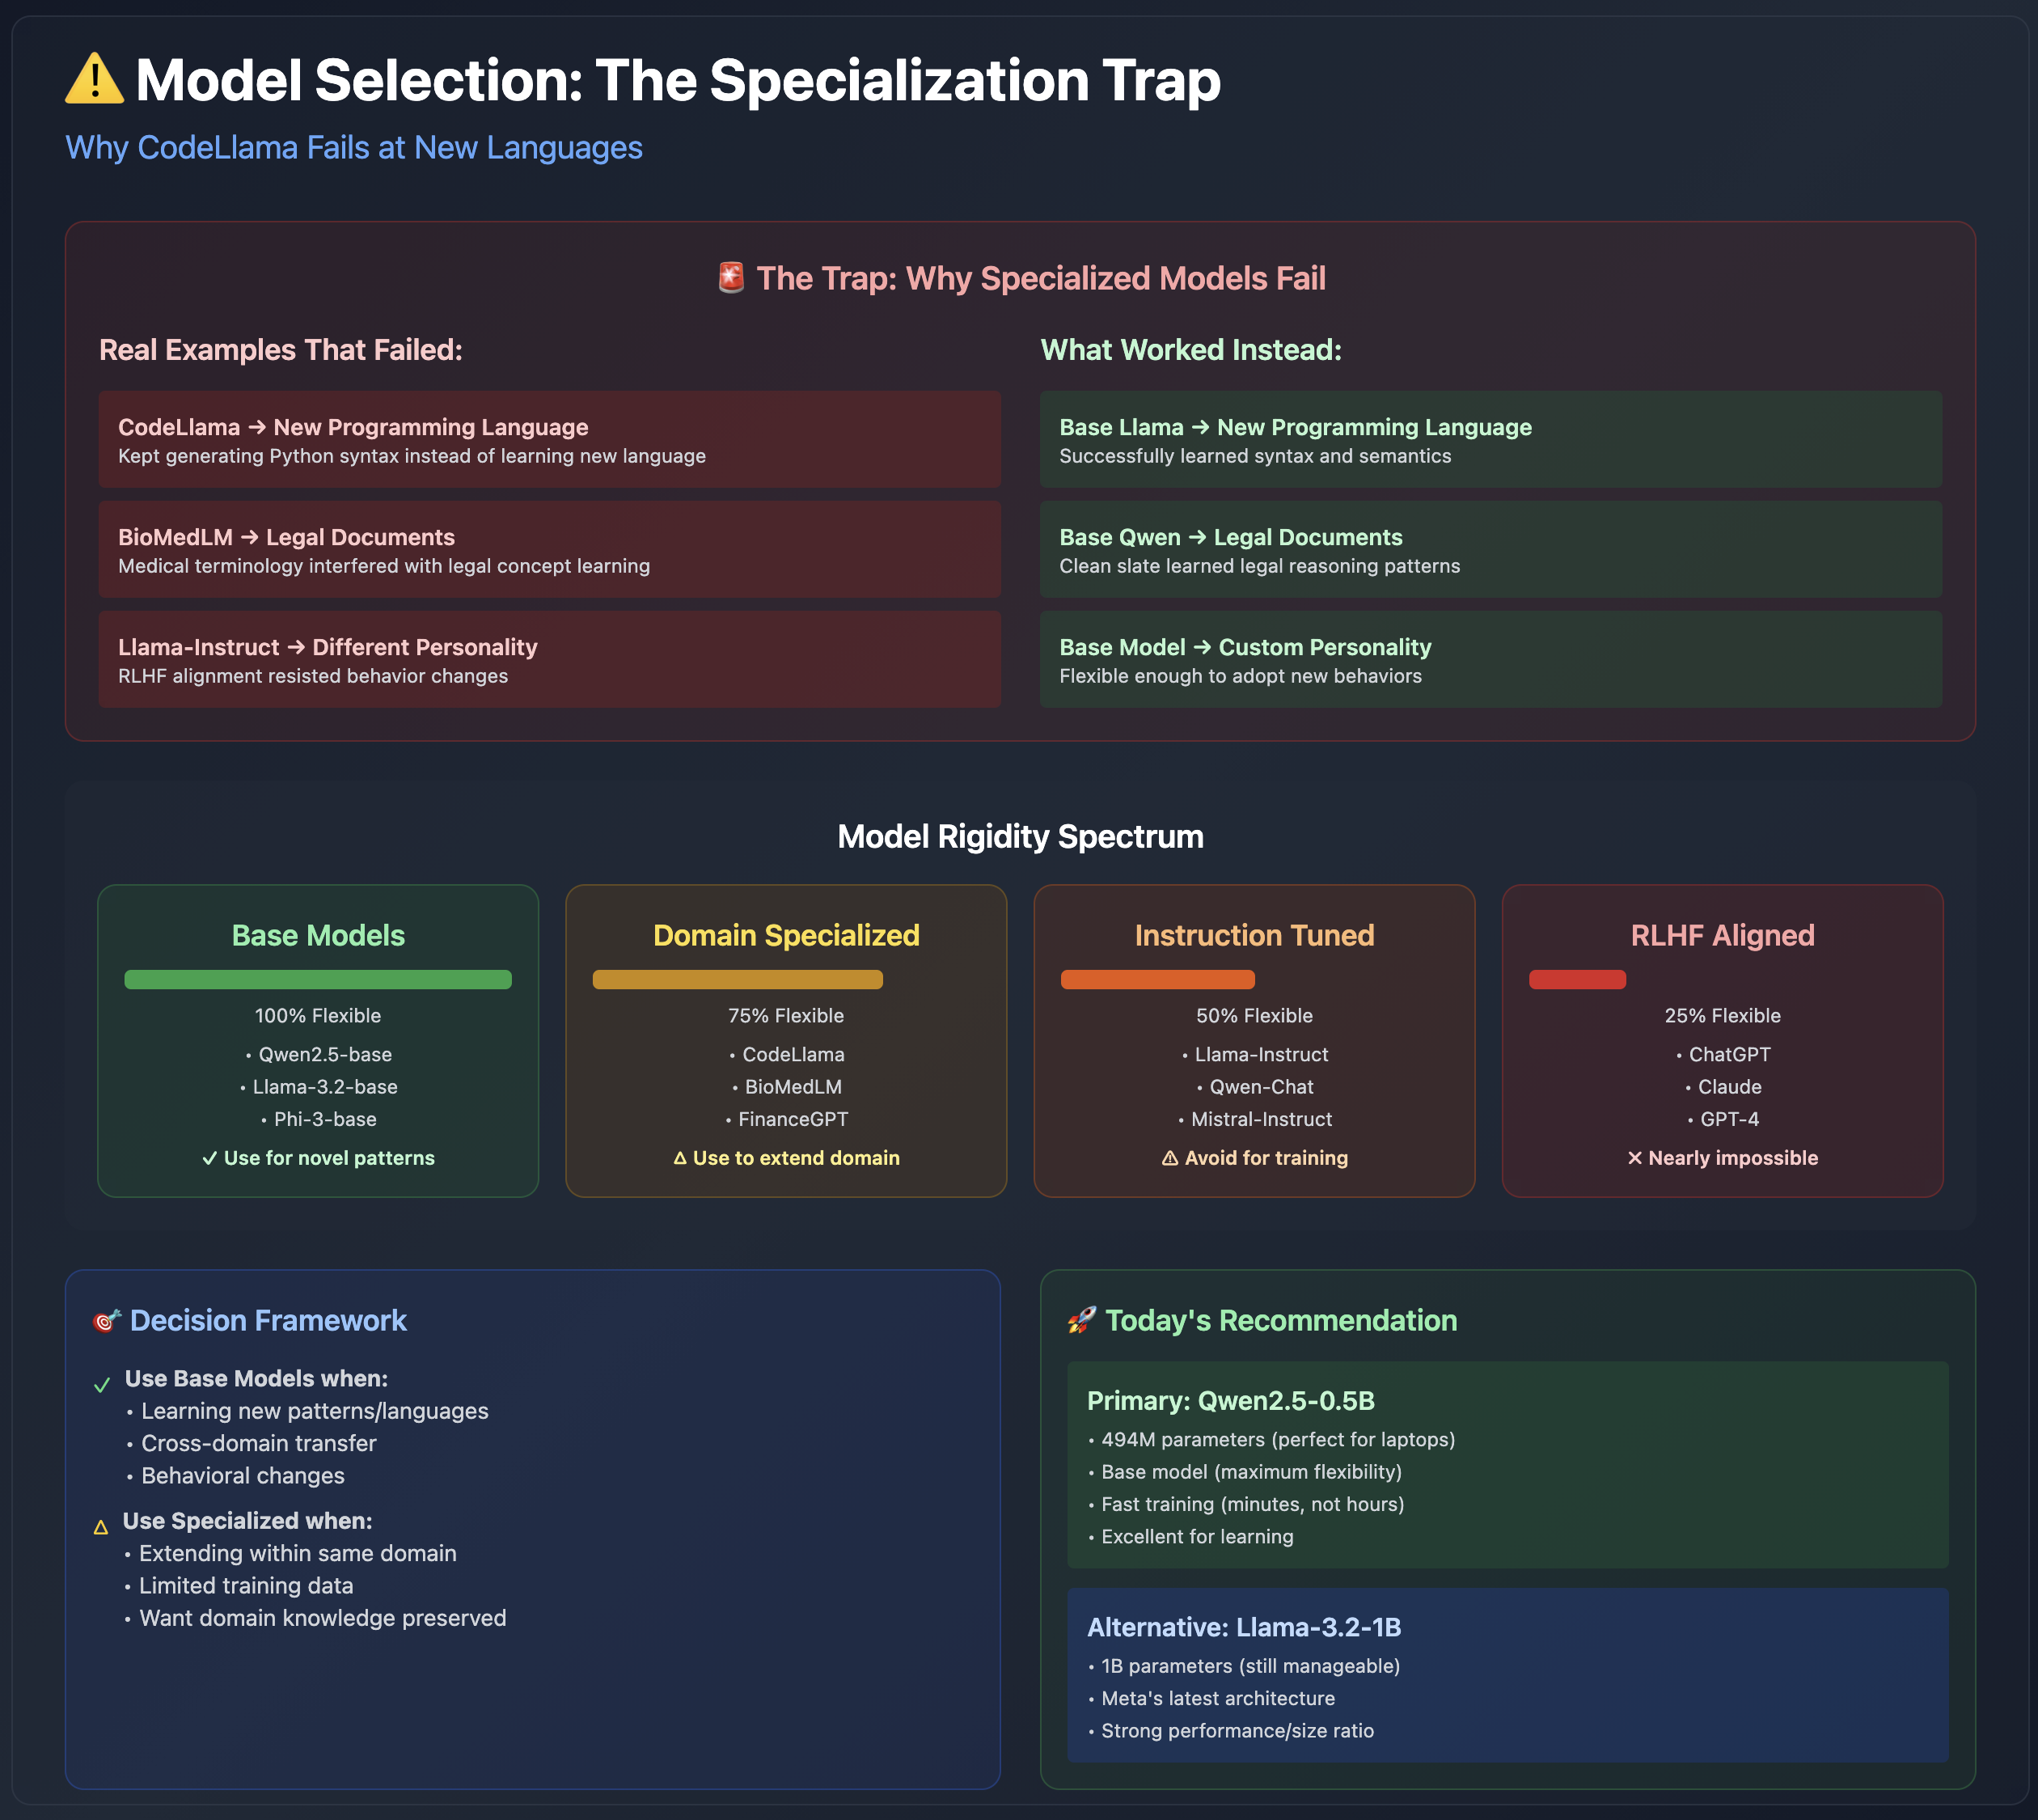 ⚠️ Model Selection: The Specialization Trap
Why CodeLlama Fails at New Languages
🚨 The Trap: Why Specialized Models Fail
Real Examples That Failed:
CodeLlama → New Programming Language
Kept generating Python syntax instead of learning new language
BioMedLM → Legal Documents
Medical terminology interfered with legal concept learning
Llama-Instruct → Different Personality
RLHF alignment resisted behavior changes
What Worked Instead:
Base Llama → New Programming Language
Successfully learned syntax and semantics
Base Qwen → Legal Documents
Clean slate learned legal reasoning patterns
Base Model → Custom Personality
Flexible enough to adopt new behaviors
Model Rigidity Spectrum
Base Models
100% Flexible
• Qwen2.5-base
• Llama-3.2-base
• Phi-3-base
✓ Use for novel patterns
Domain Specialized
75% Flexible
• CodeLlama
• BioMedLM
• FinanceGPT
△ Use to extend domain
Instruction Tuned
50% Flexible
• Llama-Instruct
• Qwen-Chat
• Mistral-Instruct
⚠ Avoid for training
RLHF Aligned
25% Flexible
• ChatGPT
• Claude
• GPT-4
✕ Nearly impossible
🎯 Decision Framework
✓ Use Base Models when:
• Learning new patterns/languages
• Cross-domain transfer
• Behavioral changes
△ Use Specialized when:
• Extending within same domain
• Limited training data
• Want domain knowledge preserved
🚀 Today's Recommendation
Primary: Qwen2.5-0.5B
• 494M parameters (perfect for laptops)
• Base model (maximum flexibility)
• Fast training (minutes, not hours)
• Excellent for learning
Alternative: Llama-3.2-1B
• 1B parameters (still manageable)
• Meta's latest architecture
• Strong performance/size ratio